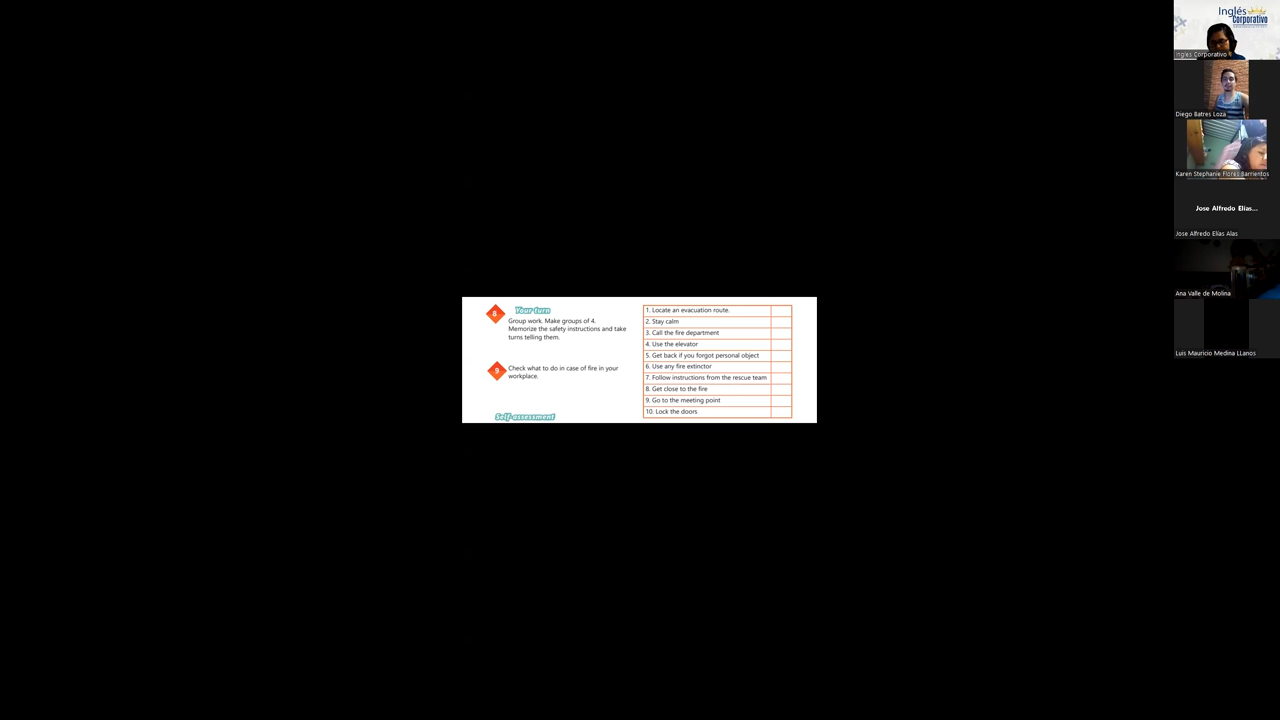 8
Your turn
Group work. Make groups of 4.
Memorize the safety instructions and take
turns telling them.
9
Check what to do in case of fire in your
workplace.
Self-assessment
1. Locate an evacuation route.
2. Stay calm
3. Call the fire department
4. Use the elevator
5. Get back if you forgot personal object
6. Use any fire extinctor
7. Follow instructions from the rescue team
8. Get close to the fire
9. Go to the meeting point
10. Lock the doors
Inglés
Corporativo
Inglés Corporativo
Diego Batres Loza
Karen Stephanie Flores Barrientos
Jose Alfredo Elías...
Jose Alfredo Elías Alas
Ana Valle de Molina
Luis Mauricio Medina LLanos